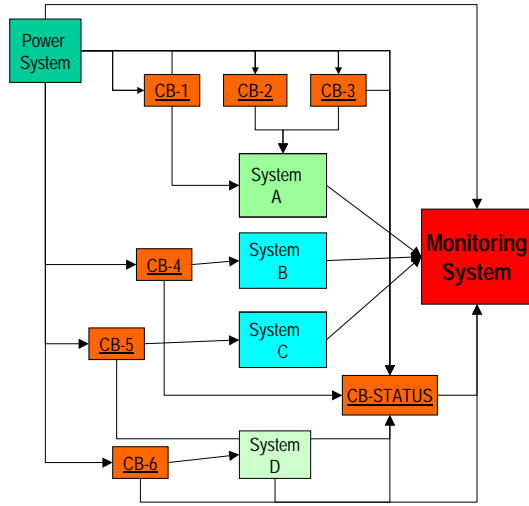 Power
System
CB-1
CB-2
CB-3
System
A
Monitoring
System
CB-4
System
B
CB-5
System
C
CB-STATUS
CB-6
System
D